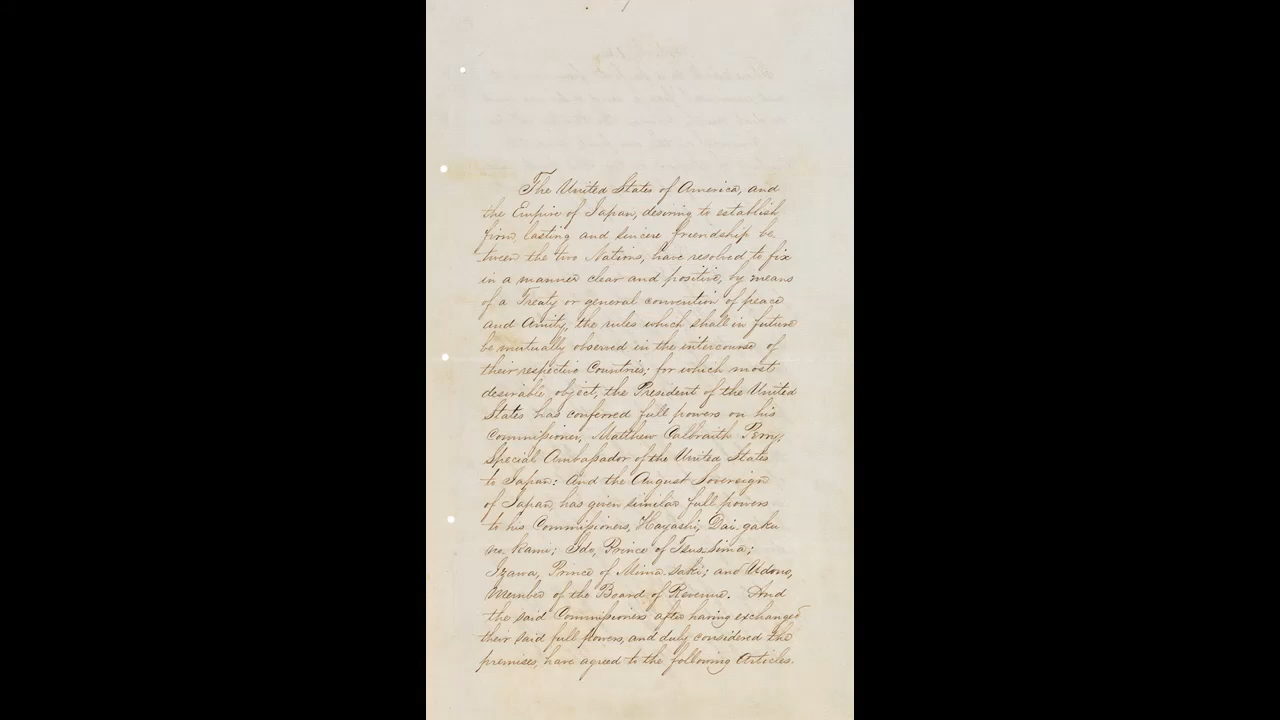 The United States of America, and
the Empire of Japan, desiring to establish
firm, lasting and sincere friendship be
tween the two Nations, have resolved to fix
in a manner clear and positive, by means
of a Treaty or general convention of peace
and Amity, the rules which shall in future
be mutually observed in the intercourse of
their respective Countries; for which most
desirable object, the President of the United
States has conferred full powers on his
Commissioner, Matthew Calbraith Perry,
Special Ambassador of the United States
to Japan: And the August Sovereign
of Japan, has given similar full powers
to his Commissioners, Hayashi, Dai-gaku
no-kami; Ido, Prince of Tsus-Sima;
Izawa, Prince of Mima-saki; and Udono,
Member of the Board of Revenue. And
the said Commissioners after having exchanged
their said full powers, and duly considered the
premises, have agreed to the following Articles.